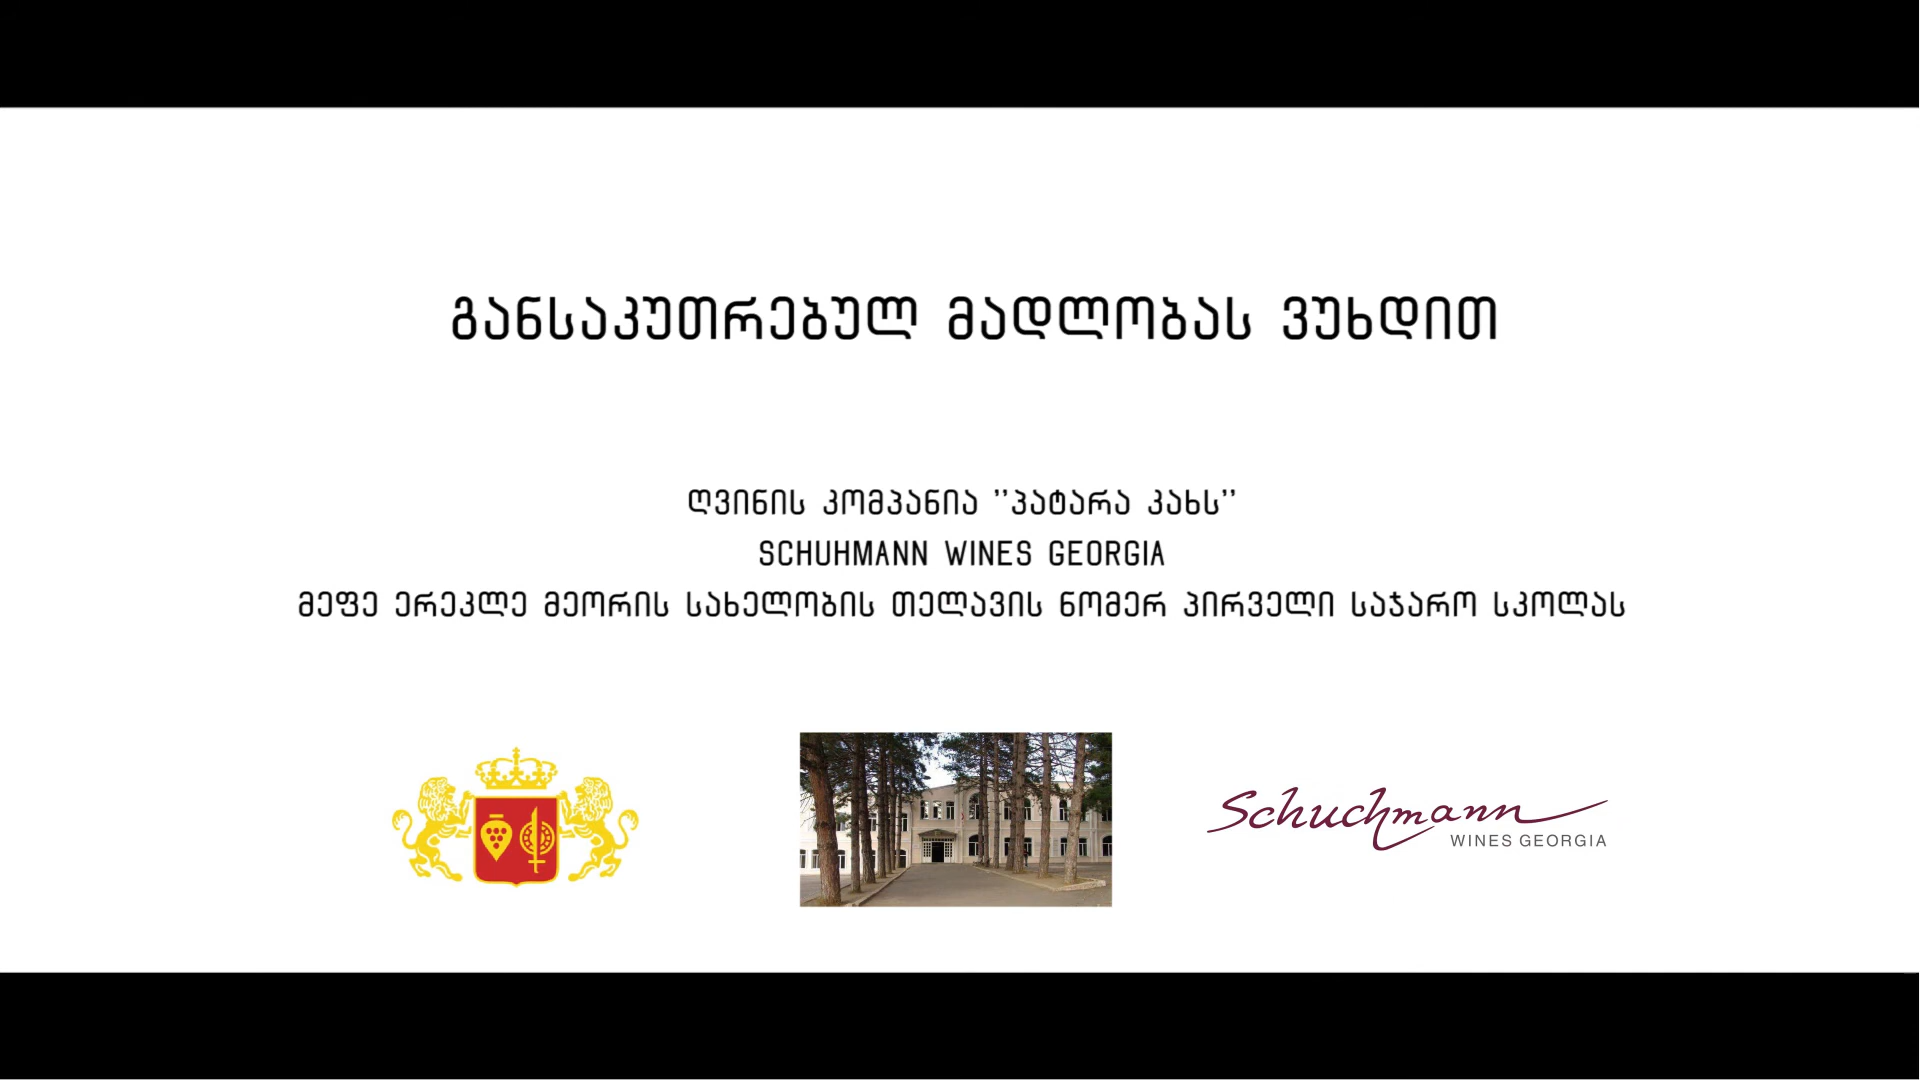 განსაკუთრებულ მადლობას ვუხდით
ღვინის კომპანია ''პატარა კახს''
SCHUHMANN WINES GEORGIA
მეფე ერეკლე მეორის სახელობის თელავის ნომერ პირველი საჯარო სკოლას
Schuchmann
WINES GEORGIA